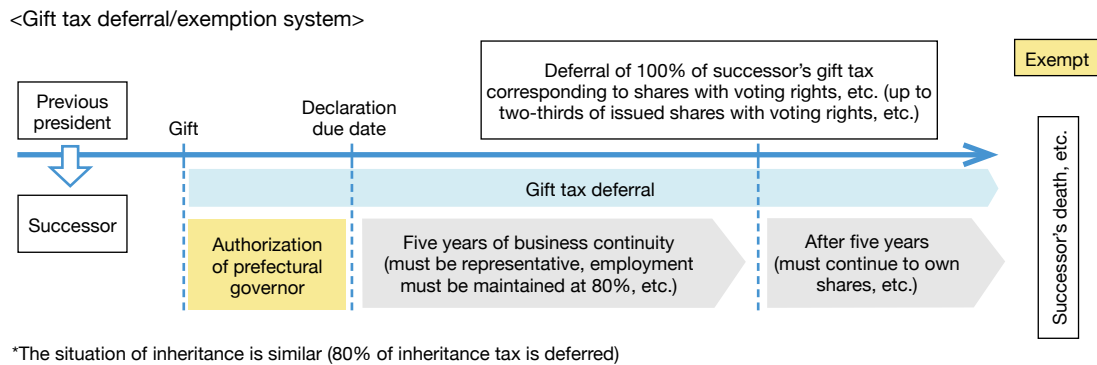 <Gift tax deferral/exemption system>
Previous
president
Successor
Gift
Declaration
due date
Deferral of 100% of successor's gift tax
corresponding to shares with voting rights, etc. (up to
two-thirds of issued shares with voting rights, etc.)
Exempt
Gift tax deferral
Authorization
of prefectural
governor
Five years of business continuity
(must be representative, employment
must be maintained at 80%, etc.)
After five years
(must continue to own
shares, etc.)
Successor's death, etc.
*The situation of inheritance is similar (80% of inheritance tax is deferred)